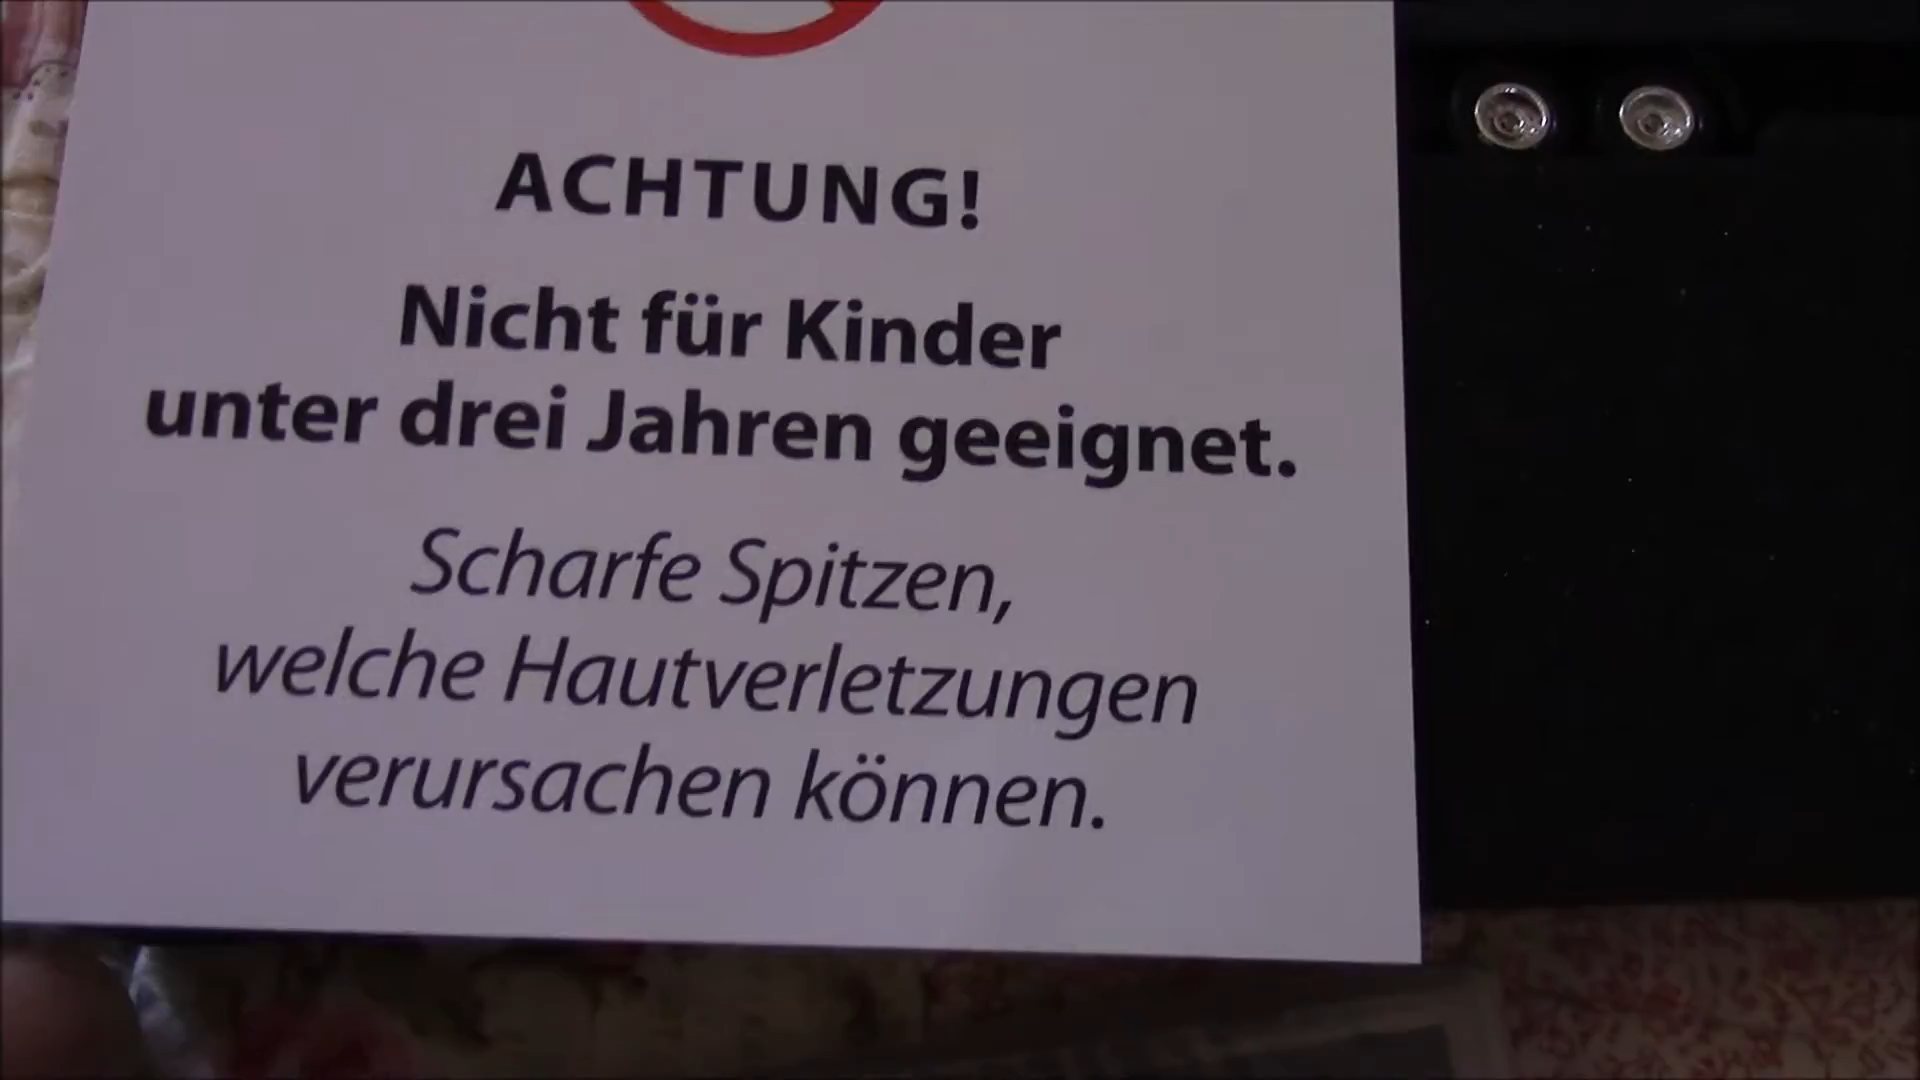 ACHTUNG!
Nicht für Kinder
unter drei Jahren geeignet.
Scharfe Spitzen,
welche Hautverletzungen
verursachen können.